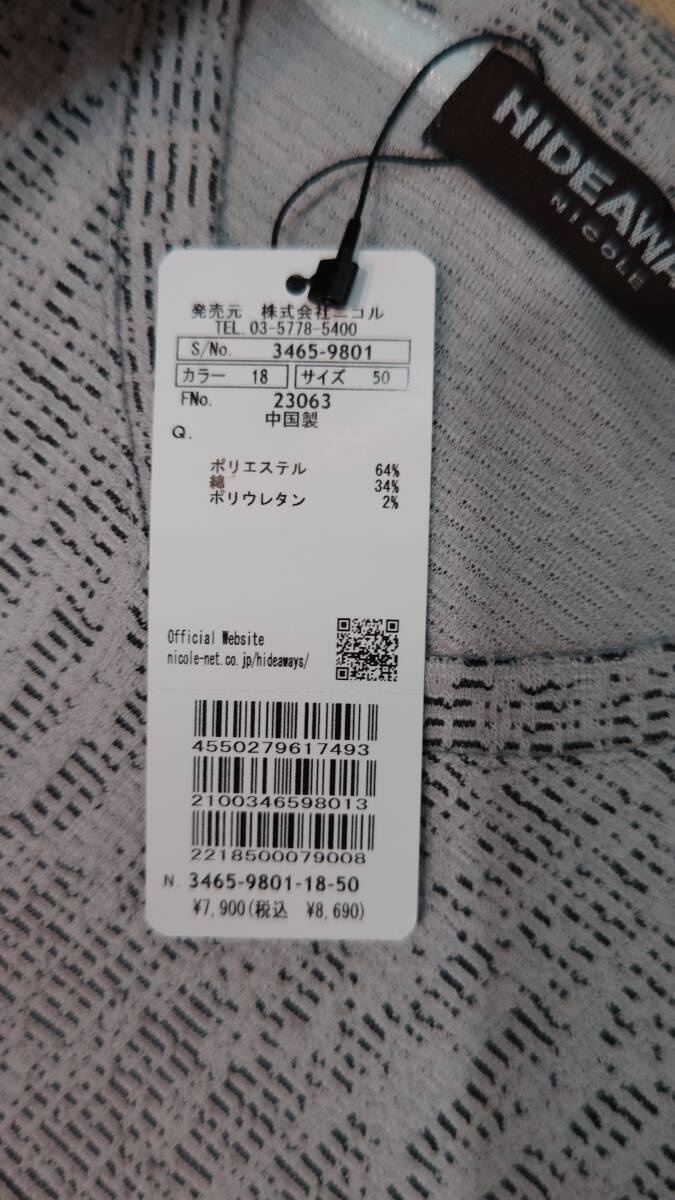 HIDEAWA
NICOLE
発売元 株式会社ニコル
TEL.03-5778-5400
S/No. 3465-9801
カラー 18 サイズ 50
FNo. 23063
中国製
Q.
ポリエステル 64%
綿 34%
ポリウレタン 2%
Official Website
nicole-net.co.jp/hideaways/
4550279617493
2100346598013
2218500079008
N. 3465-9801-18-50
¥7,900(税込 ¥8,690)